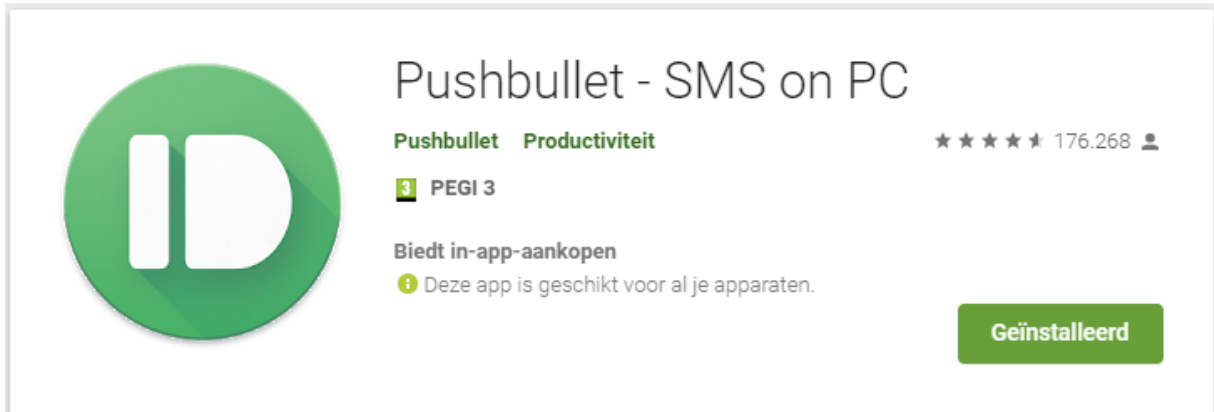 Pushbullet - SMS on PC
Pushbullet Productiviteit 176.268
3 PEGI 3
Biedt in-app-aankopen
Deze app is geschikt voor al je apparaten.
Geïnstalleerd